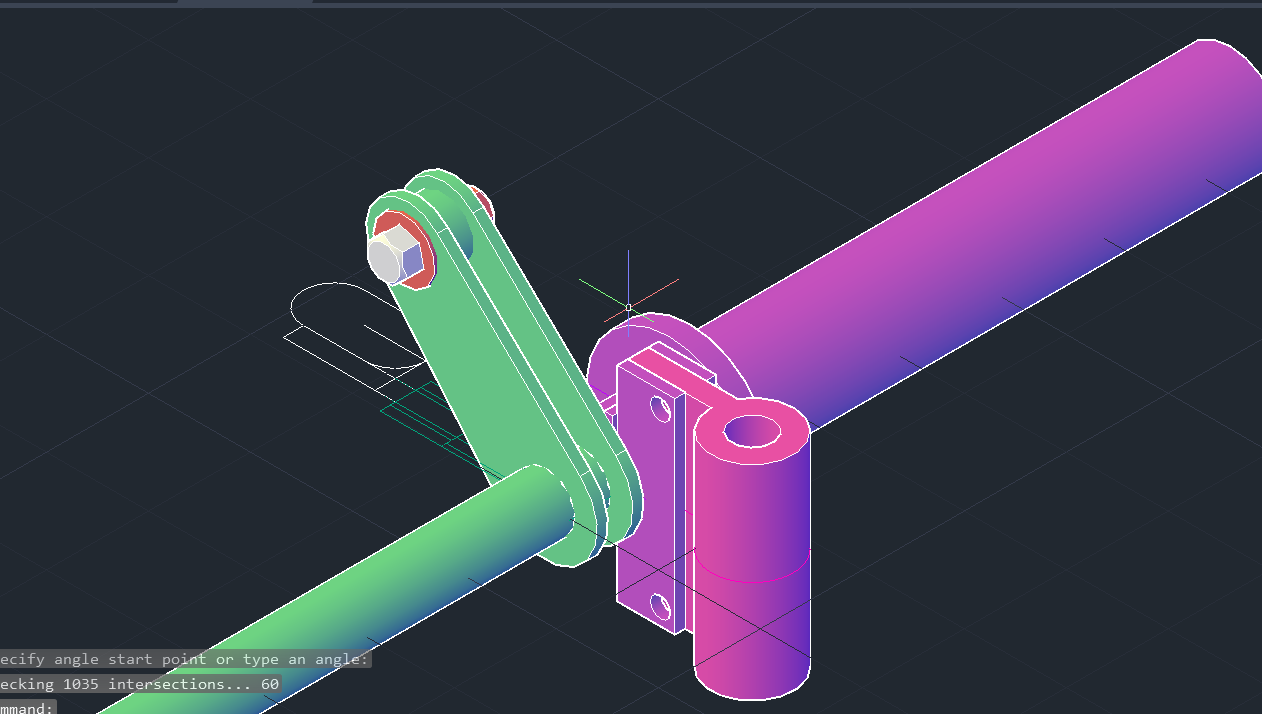 ecify angle start point or type an angle:
ecking 1035 intersections... 60
mmand: